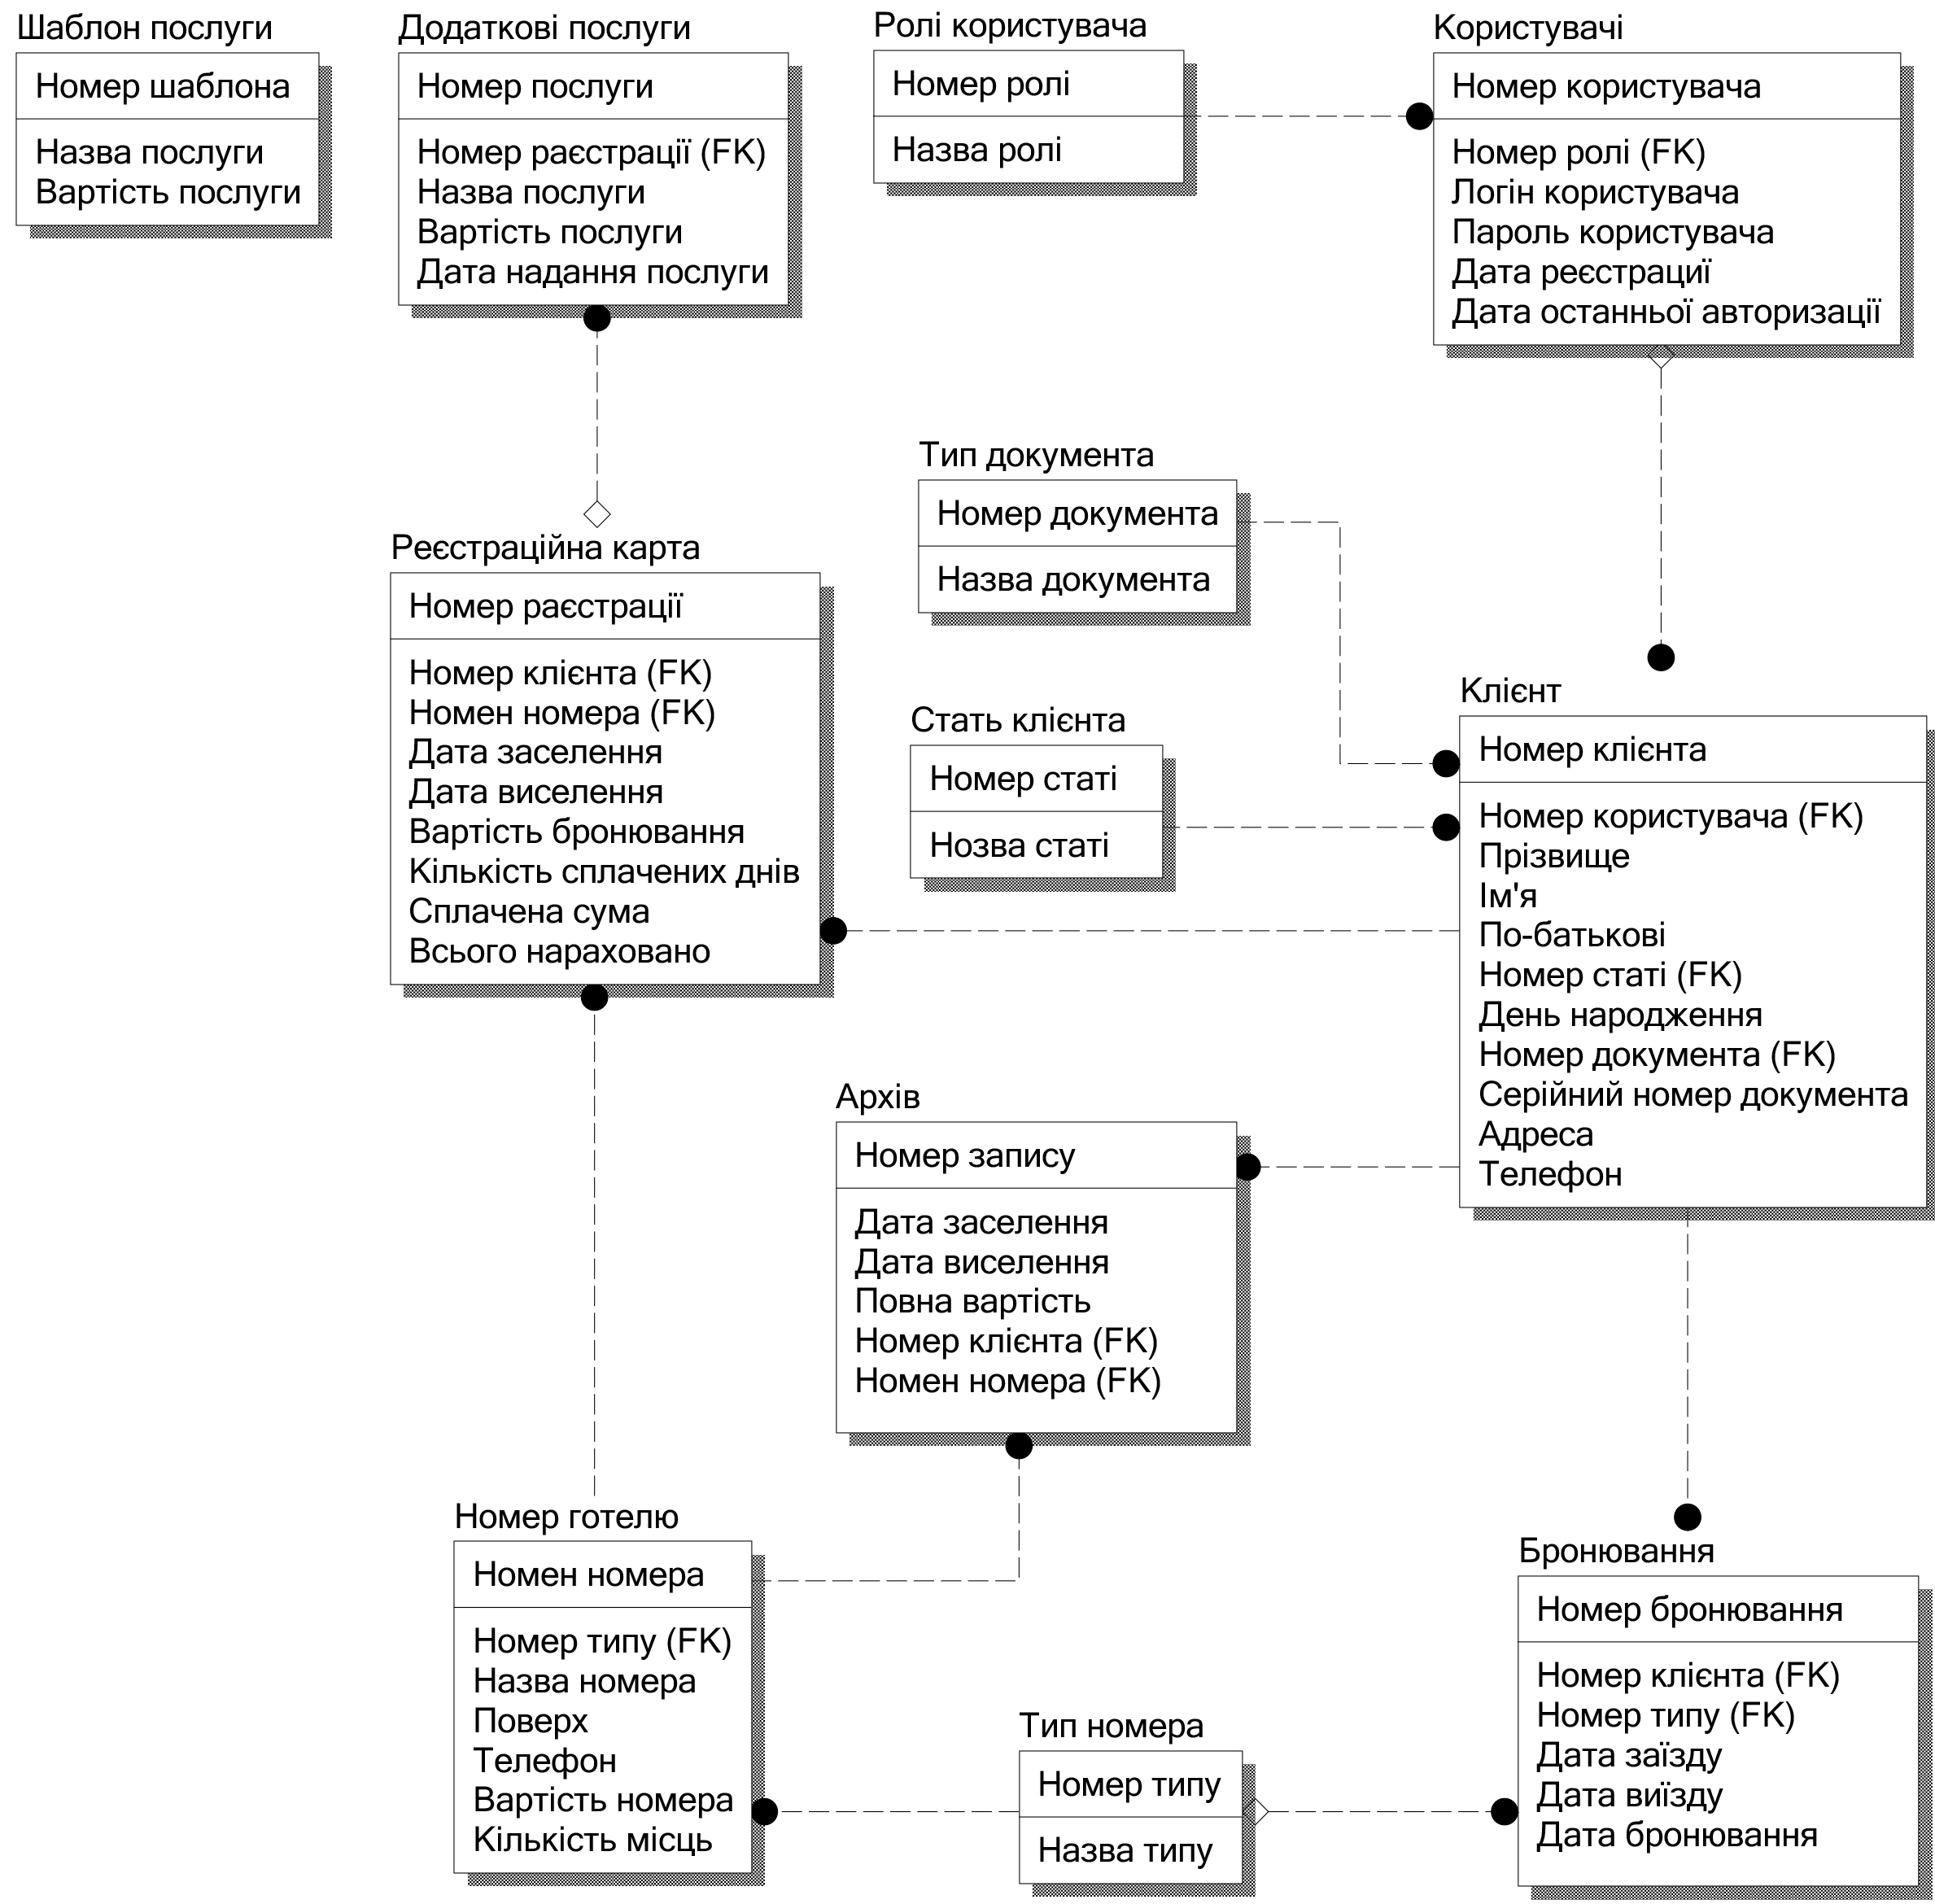 Шаблон послуги
Номер шаблона
Назва послуги
Вартість послуги
Додаткові послуги
Номер послуги
Номер раєстрації (FK)
Назва послуги
Вартість послуги
Дата надання послуги
Ролі користувача
Номер ролі
Назва ролі
Користувачі
Номер користувача
Номер ролі (FK)
Логін користувача
Пароль користувача
Дата реєстрациї
Дата останньої авторизації
Тип документа
Номер документа
Назва документа
Реєстраційна карта
Номер раєстрації
Номер клієнта (FK)
Номен номера (FK)
Дата заселення
Дата виселення
Вартість бронювання
Кількість сплачених днів
Сплачена сума
Всього нараховано
Стать клієнта
Номер статі
Нозва статі
Клієнт
Номер клієнта
Номер користувача (FK)
Прізвище
Ім'я
По-батькові
Номер статі (FK)
День народження
Номер документа (FK)
Серійний номер документа
Адреса
Телефон
Архів
Номер запису
Дата заселення
Дата виселення
Повна вартість
Номер клієнта (FK)
Номен номера (FK)
Номер готелю
Номен номера
Номер типу (FK)
Назва номера
Поверх
Телефон
Вартість номера
Кількість місць
Тип номера
Номер типу
Назва типу
Бронювання
Номер бронювання
Номер клієнта (FK)
Номер типу (FK)
Дата заїзду
Дата виїзду
Дата бронювання